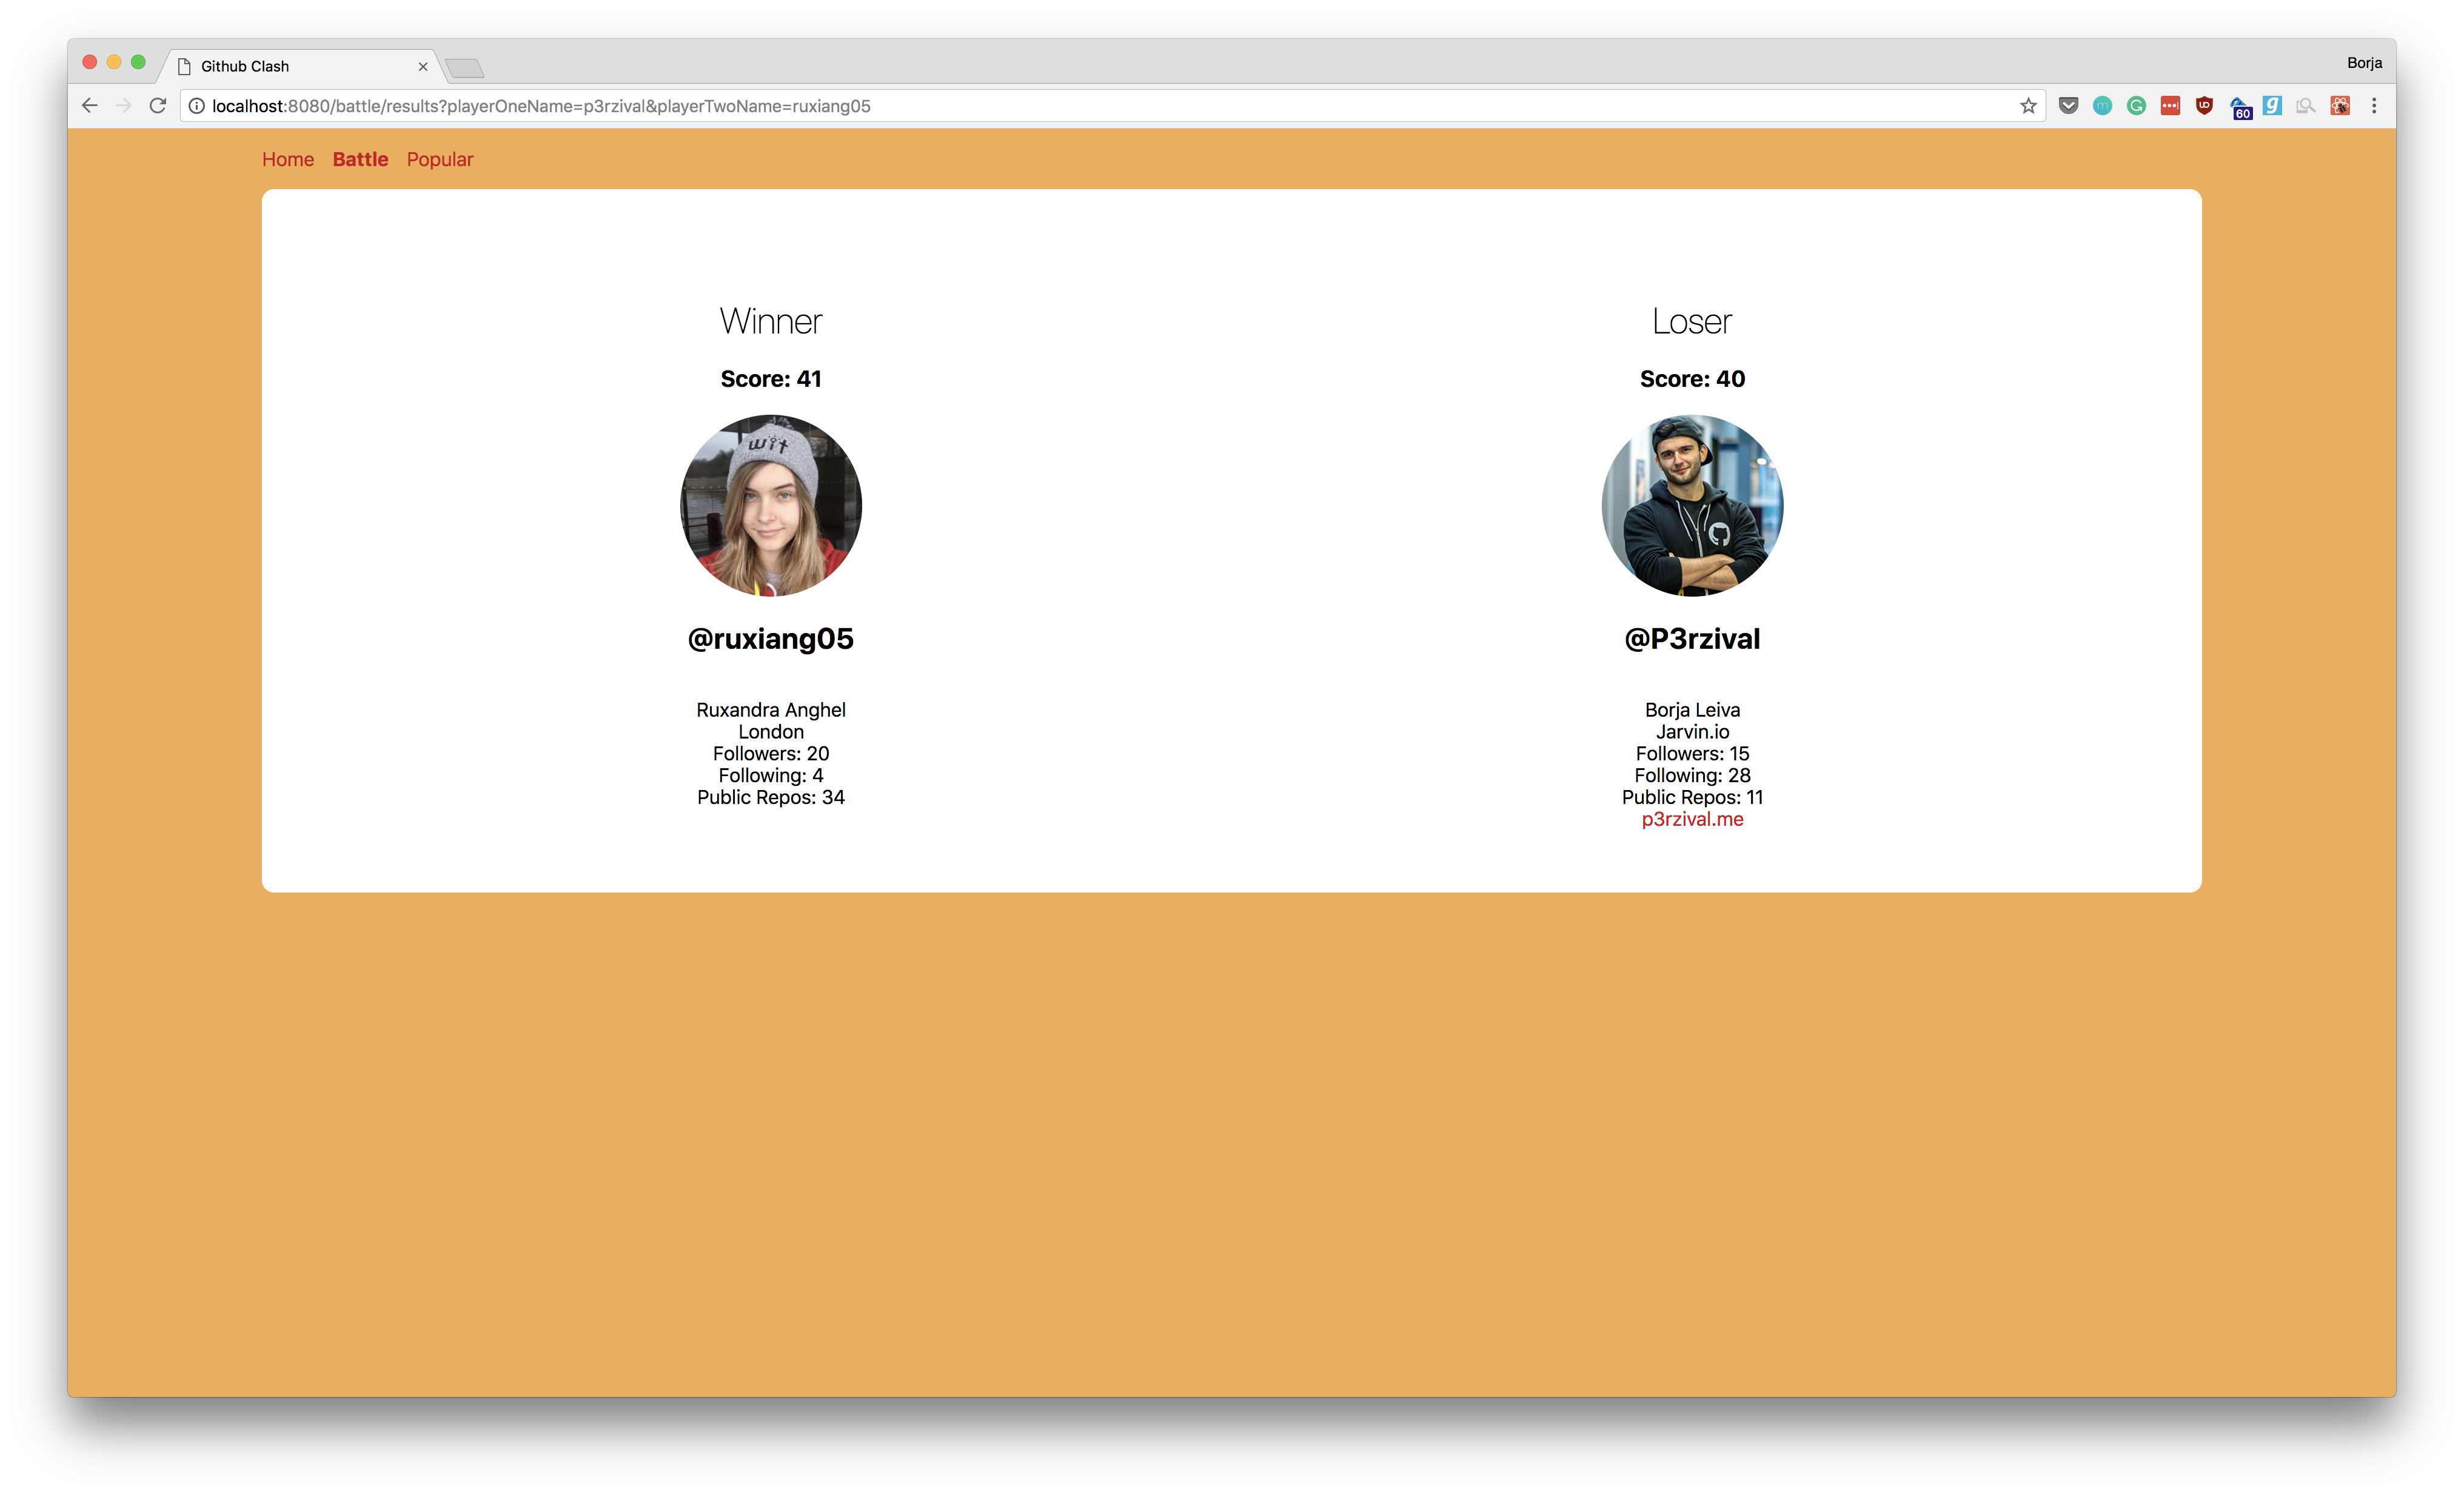 Github Clash
Borja
localhost:8080/battle/results?playerOneName=p3rzival&playerTwoName=ruxiang05
60
Home Battle Popular
Winner
Score: 41
wit
@ruxiang05
Ruxandra Anghel
London
Followers: 20
Following: 4
Public Repos: 34
Loser
Score: 40
@P3rzival
Borja Leiva
Jarvin.io
Followers: 15
Following: 28
Public Repos: 11
p3rzival.me